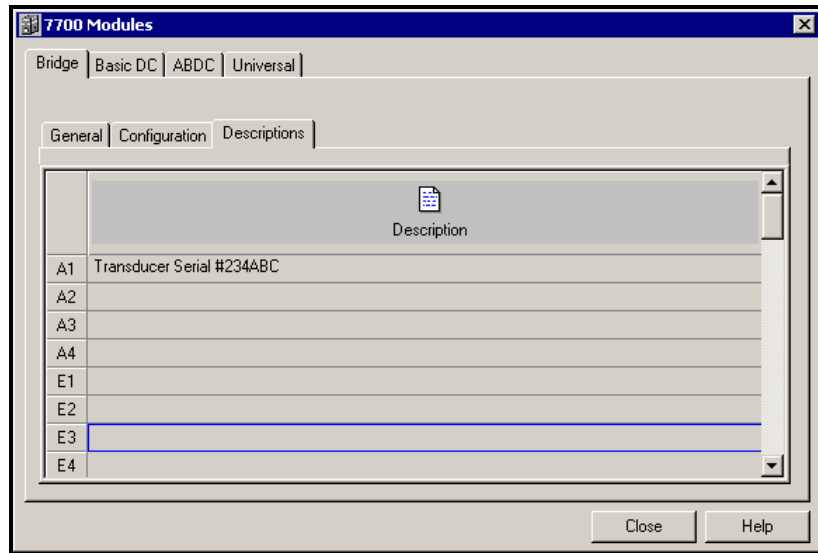 7700 Modules
Bridge Basic DC ABDC Universal
General Configuration Descriptions
Description
A1 Transducer Serial #234ABC
A2
A3
A4
E1
E2
E3
E4
Close Help